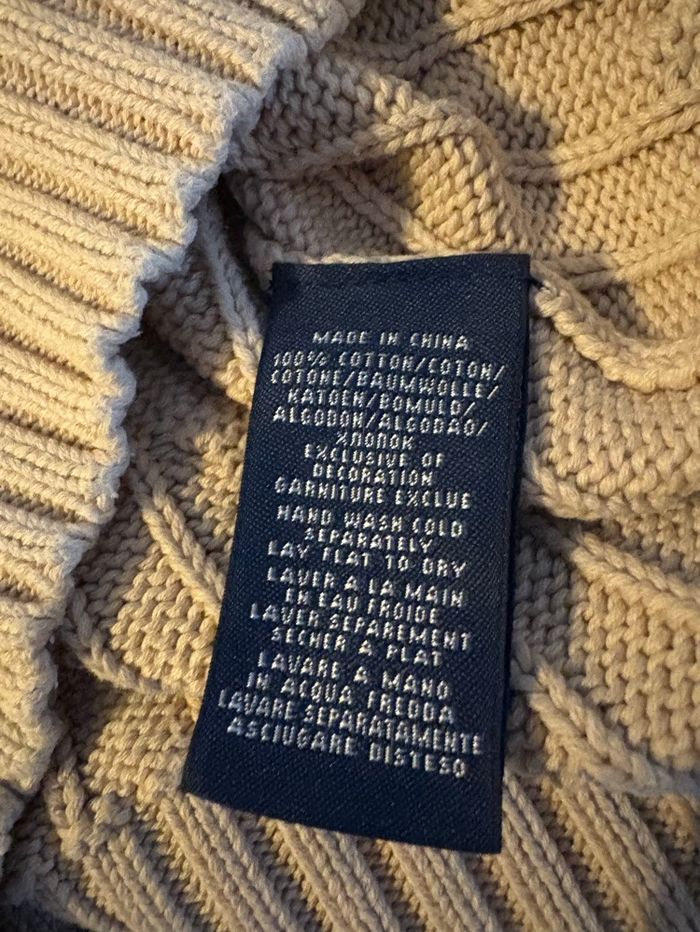 MADE IN CHINA
100% COTTON/COTON/
COTONE/BAUMWOLLE/
KATOEN/BOMULD/
ALGODON/ALGODAO/
ХЛОПОК
EXCLUSIVE OF
DECORATION
GARNITURE EXCLUE
HAND WASH COLD
SEPARATELY
LAY FLAT TO DRY
LAVER A LA MAIN
EN EAU FROIDE
LAVER SEPAREMENT
SECHER A PLAT
LAVARE A MANO
IN ACQUA FREDDA
LAVARE SEPARATAMENTE
ASCIUGARE DISTESO